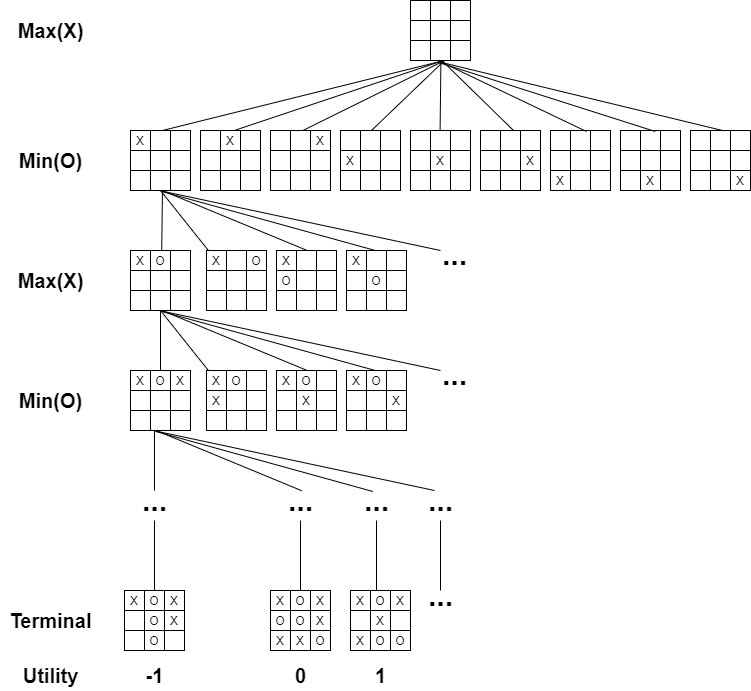 Max(X)
Min(O)
X X X X X X X X X
Max(X)
X O X O X X ...
O O
Min(O)
X O X X O X O X O ...
X X X
... ... ... ...
Terminal
X O X X O X X O X ...
O X O O X X
O X X O X O O
Utility -1 0 1